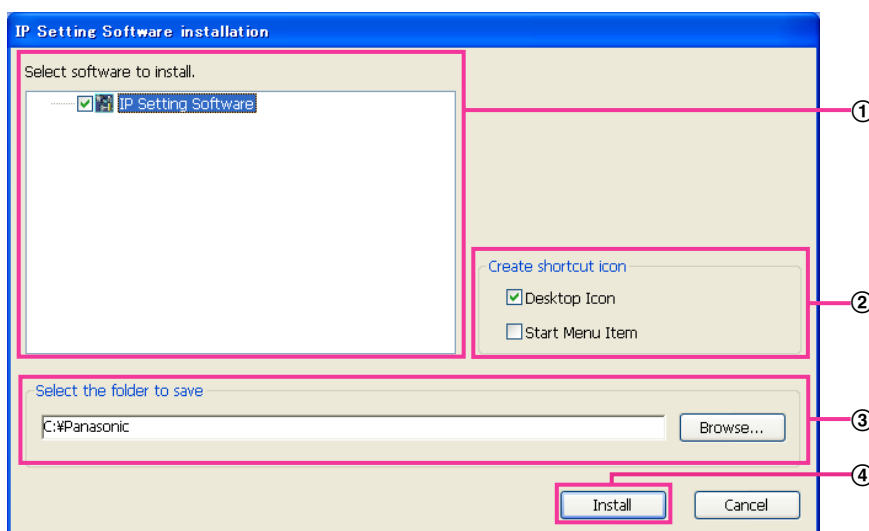 IP Setting Software installation
Select software to install.
IP Setting Software
①
Create shortcut icon
Desktop Icon
②
Start Menu Item
Select the folder to save
C:¥Panasonic
Browse...
③
④
Install
Cancel